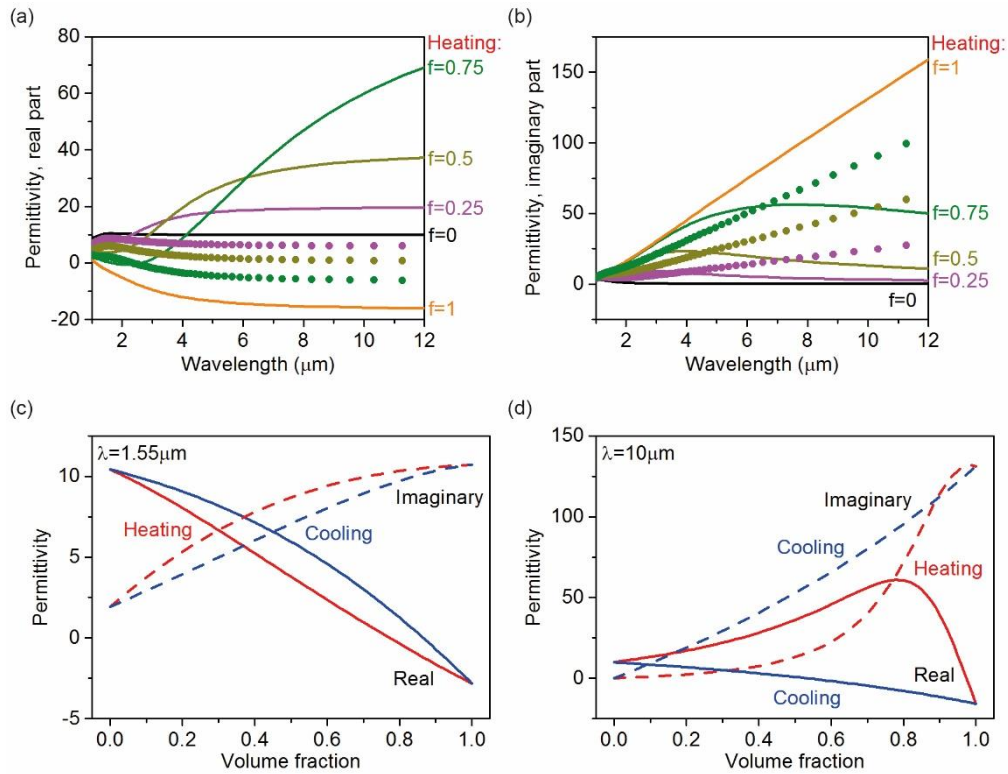 (a)
80
60
40
20
0
-20
Permittivity, real part
2
4
6
8
10
12
Wavelength (μm)
Heating:
f=0.75
f=0.5
f=0.25
f=0
f=1
(b)
150
100
50
0
Permittivity, imaginary part
2
4
6
8
10
12
Wavelength (μm)
Heating:
f=1
f=0.75
f=0.5
f=0.25
f=0
(c)
10
5
0
-5
Permittivity
0.0
0.2
0.4
0.6
0.8
1.0
Volume fraction
λ=1.55μm
Heating
Cooling
Imaginary
Real
(d)
150
100
50
0
Permittivity
0.0
0.2
0.4
0.6
0.8
1.0
Volume fraction
λ=10μm
Imaginary
Cooling
Heating
Real
Cooling